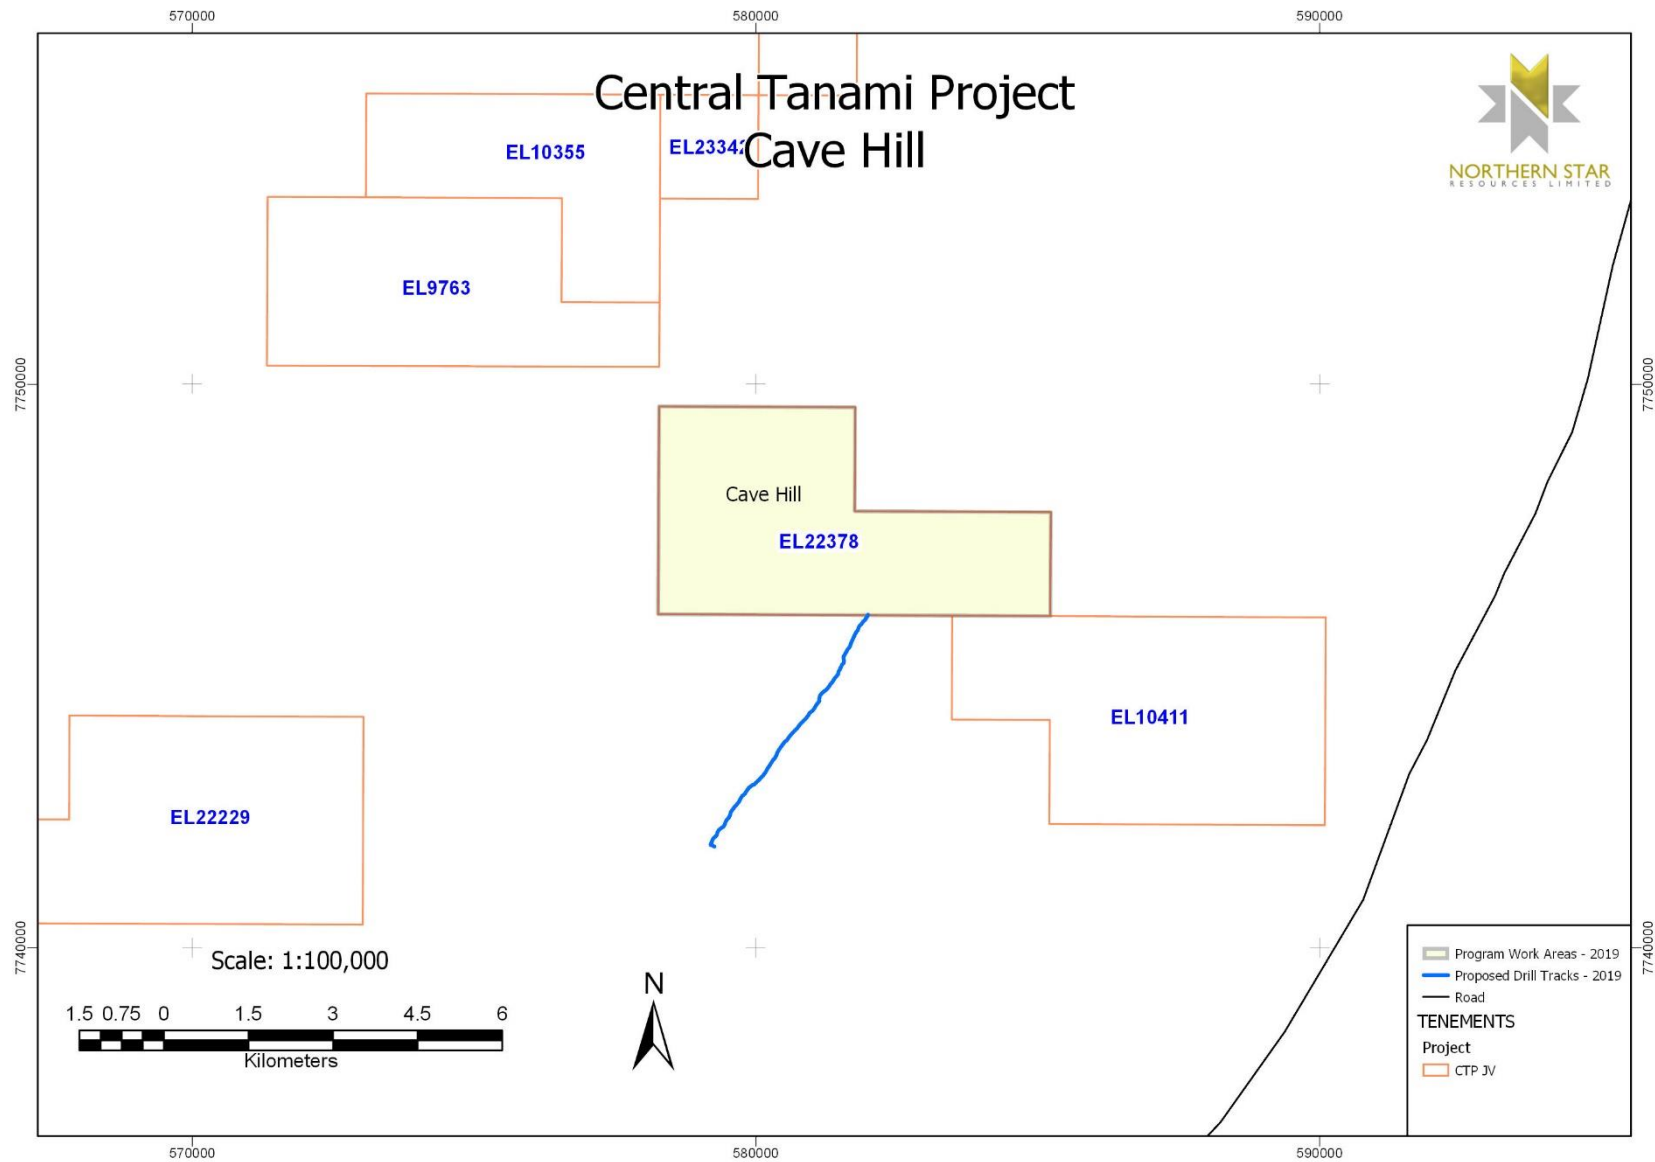 570000
580000
590000
Central Tanami Project
Cave Hill
NORTHERN STAR
RESOURCES LIMITED
EL10355
EL23342
EL9763
7750000
7750000
Cave Hill
EL22378
EL10411
EL22229
7740000
7740000
Scale: 1:100,000
1.5 0.75 0 1.5 3 4.5 6
Kilometers
N
Program Work Areas - 2019
Proposed Drill Tracks - 2019
Road
TENEMENTS
Project
CTP JV
570000
580000
590000